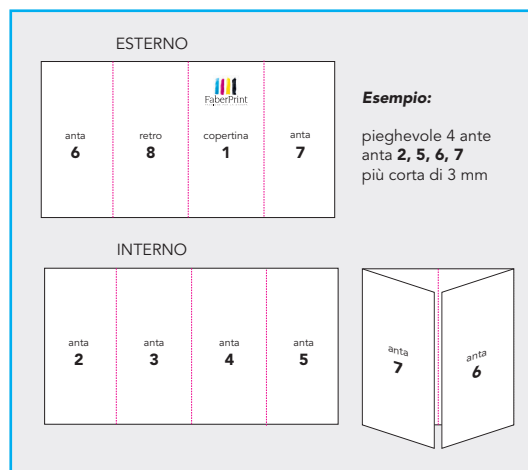 ESTERNO
FaberPrint
anta
6
retro
8
copertina
1
anta
7
Esempio:
pieghevole 4 ante
anta 2, 5, 6, 7
più corta di 3 mm
INTERNO
anta
2
anta
3
anta
4
anta
5
anta
7
anta
6